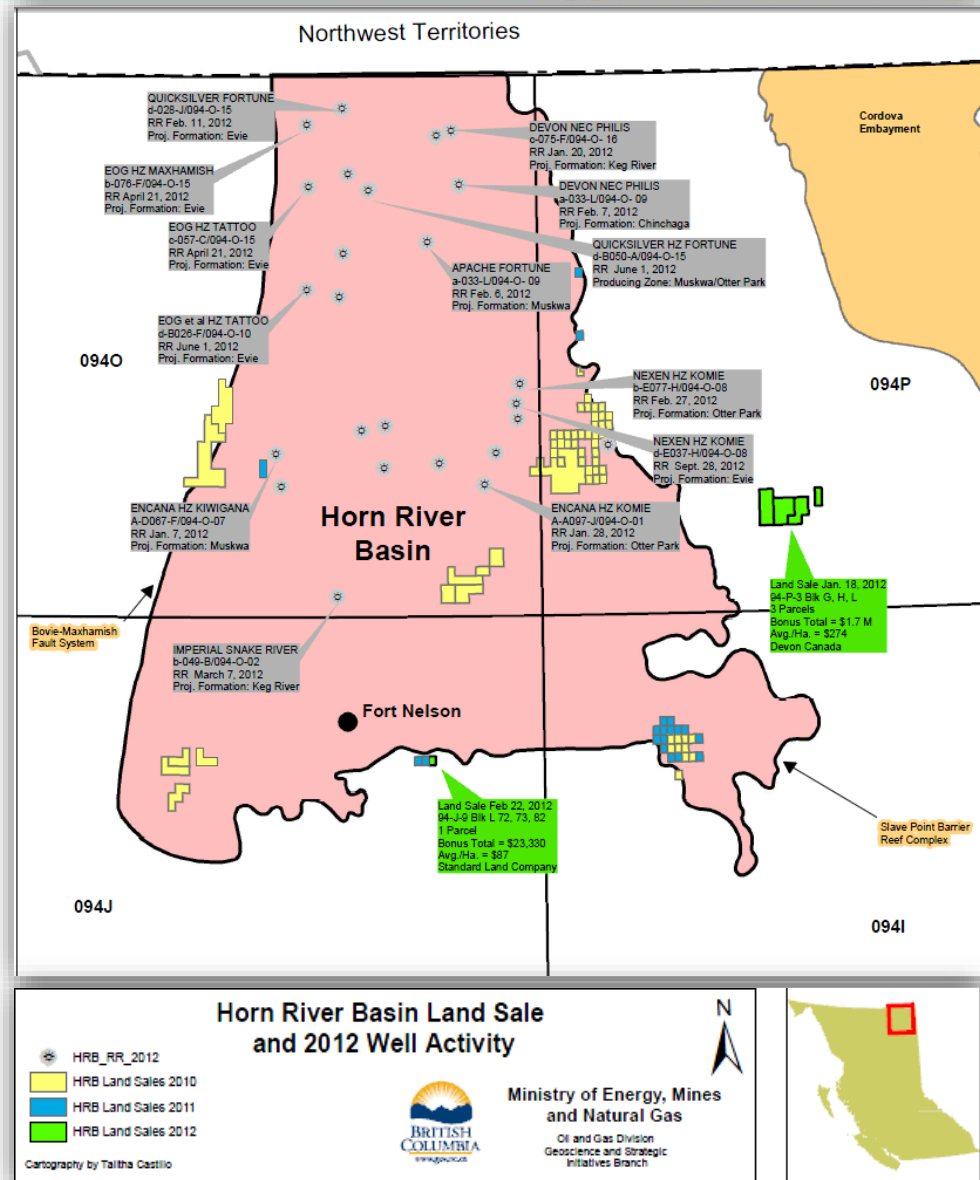 Northwest Territories
QUICKSILVER FORTUNE
d-028-J/094-O-15
RR Feb. 11, 2012
Proj. Formation: Evie
EOG HZ MAXHAMISH
b-076-F/094-O-15
RR April 21, 2012
Proj. Formation: Evie
EOG HZ TATTOO
c-057-C/094-O-15
RR April 21, 2012
Proj. Formation: Evie
EOG et al HZ TATTOO
d-B026-F/094-O-10
RR June 1, 2012
Proj. Formation: Evie
DEVON NEC PHILIS
c-075-F/094-O- 16
RR Jan. 20, 2012
Proj. Formation: Keg River
DEVON NEC PHILIS
a-033-L/094-O- 09
RR Feb. 7, 2012
Proj. Formation: Chinchaga
QUICKSILVER HZ FORTUNE
d-B050-A/094-O-15
RR June 1, 2012
Producing Zone: Muskwa/Otter Park
APACHE FORTUNE
a-033-L/094-O- 09
RR Feb. 6, 2012
Proj. Formation: Muskwa
Cordova
Embayment
094O
094P
NEXEN HZ KOMIE
b-E077-H/094-O-08
RR Feb. 27, 2012
Proj. Formation: Otter Park
NEXEN HZ KOMIE
d-E037-H/094-O-08
RR Sept. 28, 2012
Proj. Formation: Evie
ENCANA HZ KIWIGANA
A-D067-F/094-O-07
RR Jan. 7, 2012
Proj. Formation: Muskwa
Horn River
Basin
ENCANA HZ KOMIE
A-A097-J/094-O-01
RR Jan. 28, 2012
Proj. Formation: Otter Park
Land Sale Jan. 18, 2012
94-P-3 Blk G, H, L
3 Parcels
Bonus Total = $1.7 M
Avg./Ha. = $274
Devon Canada
Bovie-Maxhamish
Fault System
IMPERIAL SNAKE RIVER
b-049-B/094-O-02
RR March 7, 2012
Proj. Formation: Keg River
Fort Nelson
Land Sale Feb 22, 2012
94-J-9 Blk L 72, 73, 82
1 Parcel
Bonus Total = $23,330
Avg./Ha. = $87
Standard Land Company
Slave Point Barrier
Reef Complex
094J
094I
Horn River Basin Land Sale
and 2012 Well Activity
N
HRB_RR_2012
HRB Land Sales 2010
HRB Land Sales 2011
HRB Land Sales 2012
Cartography by Talitha Castillo
BRITISH
COLUMBIA
www.gov.bc.ca
Ministry of Energy, Mines
and Natural Gas
Oil and Gas Division
Geoscience and Strategic
Initiatives Branch